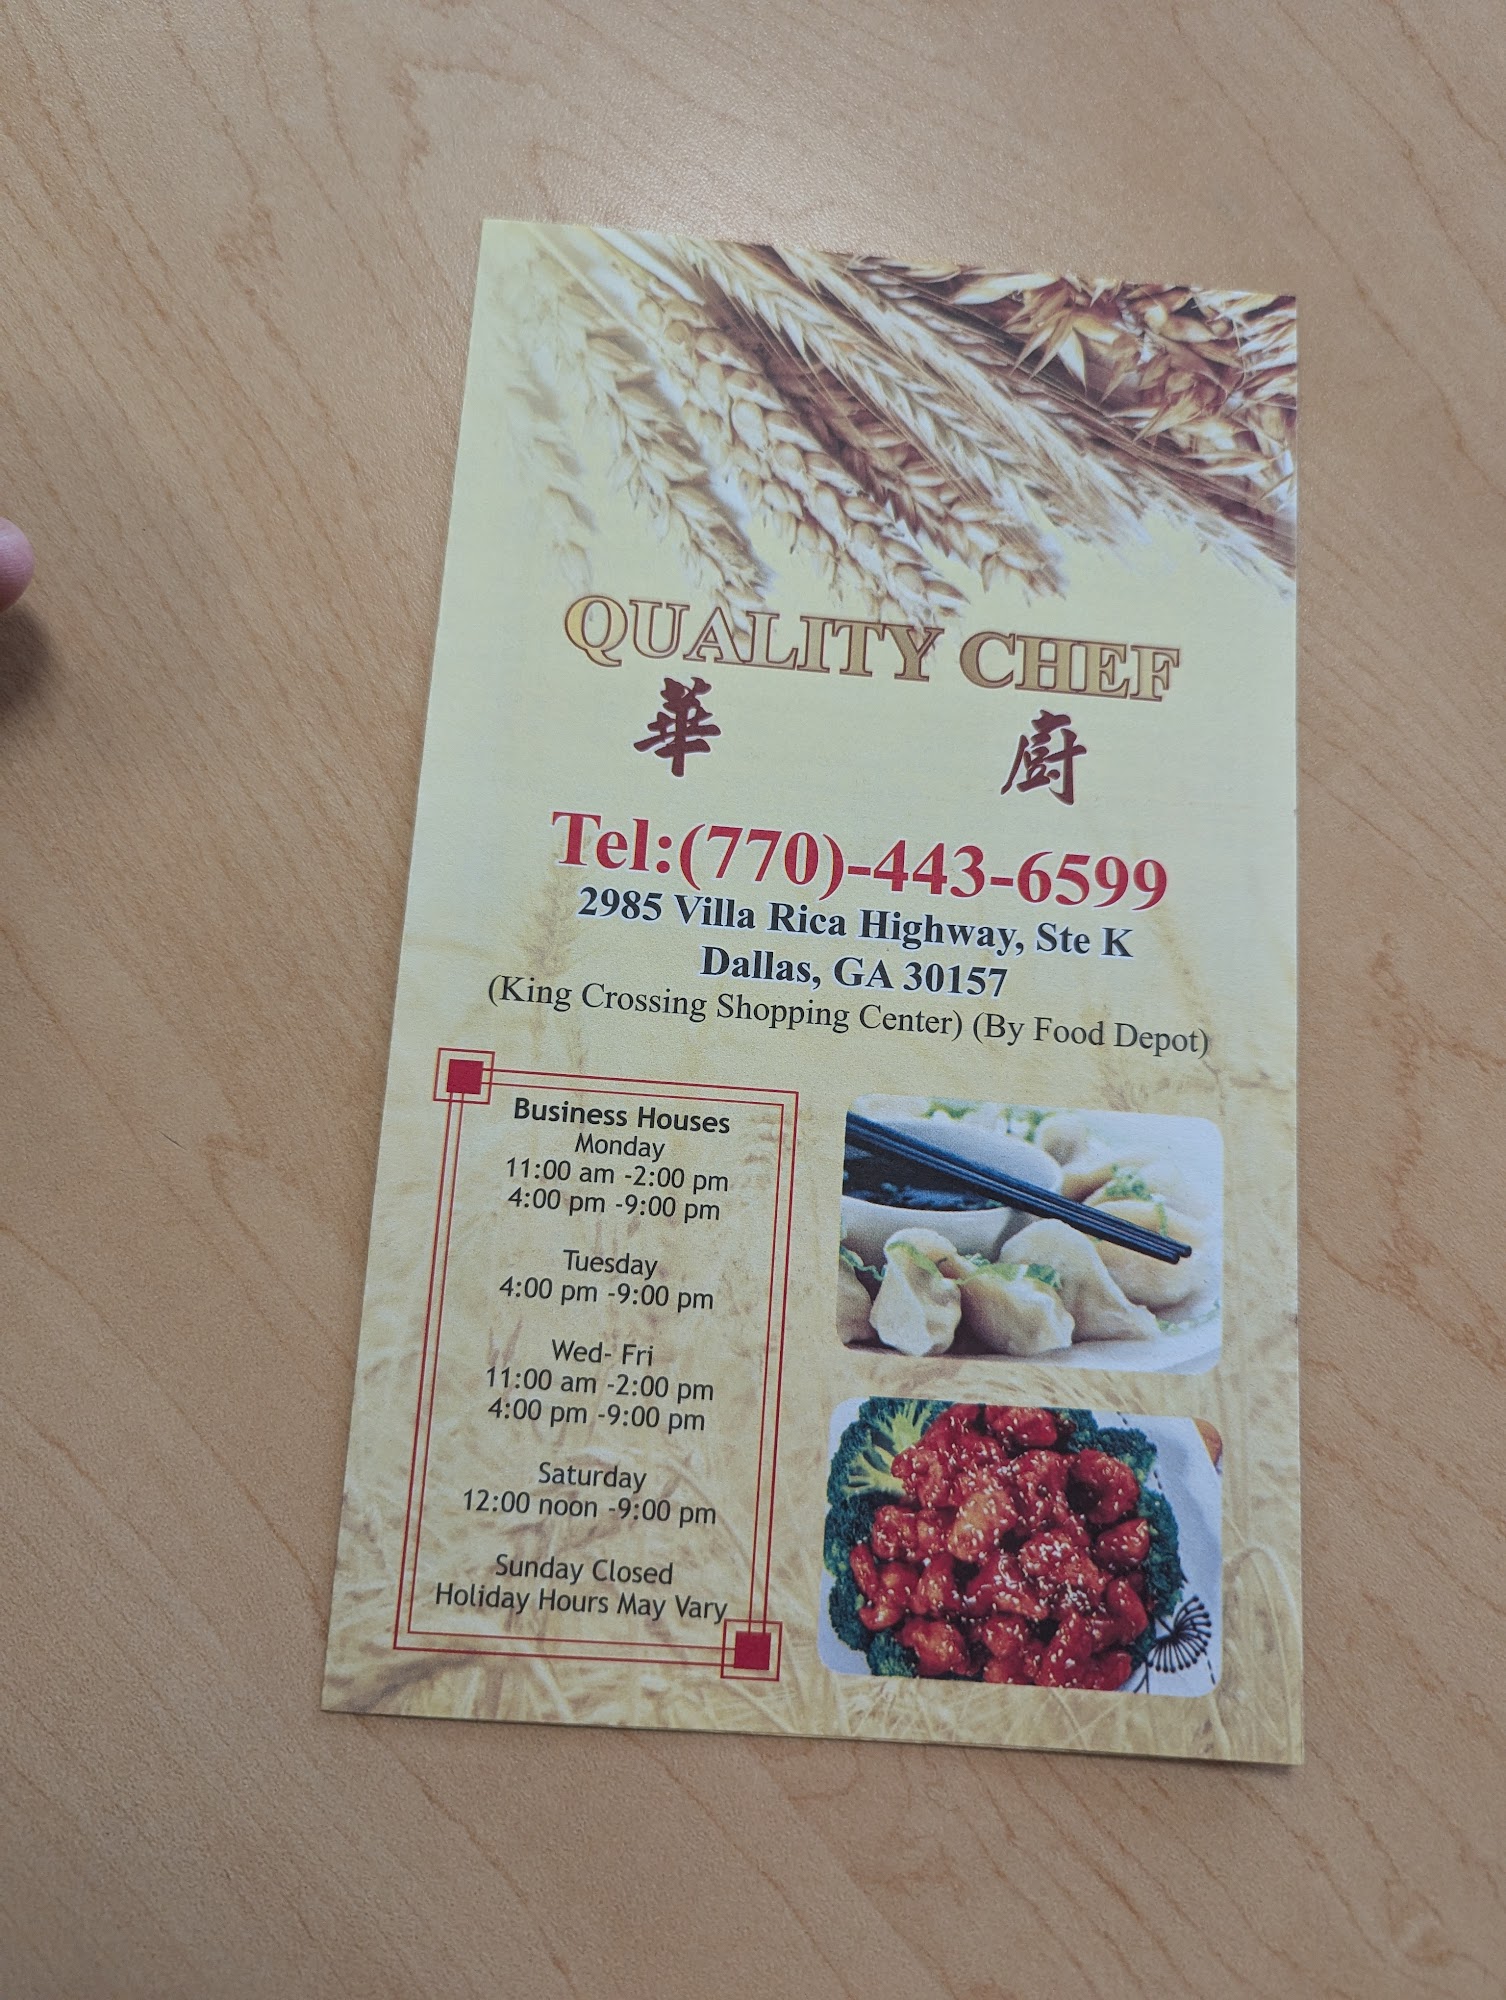 QUALITY CHEF
華 廚
Tel:(770)-443-6599
2985 Villa Rica Highway, Ste K
Dallas, GA 30157
(King Crossing Shopping Center) (By Food Depot)
Business Houses
Monday
11:00 am -2:00 pm
4:00 pm -9:00 pm
Tuesday
4:00 pm -9:00 pm
Wed- Fri
11:00 am -2:00 pm
4:00 pm -9:00 pm
Saturday
12:00 noon -9:00 pm
Sunday Closed
Holiday Hours May Vary